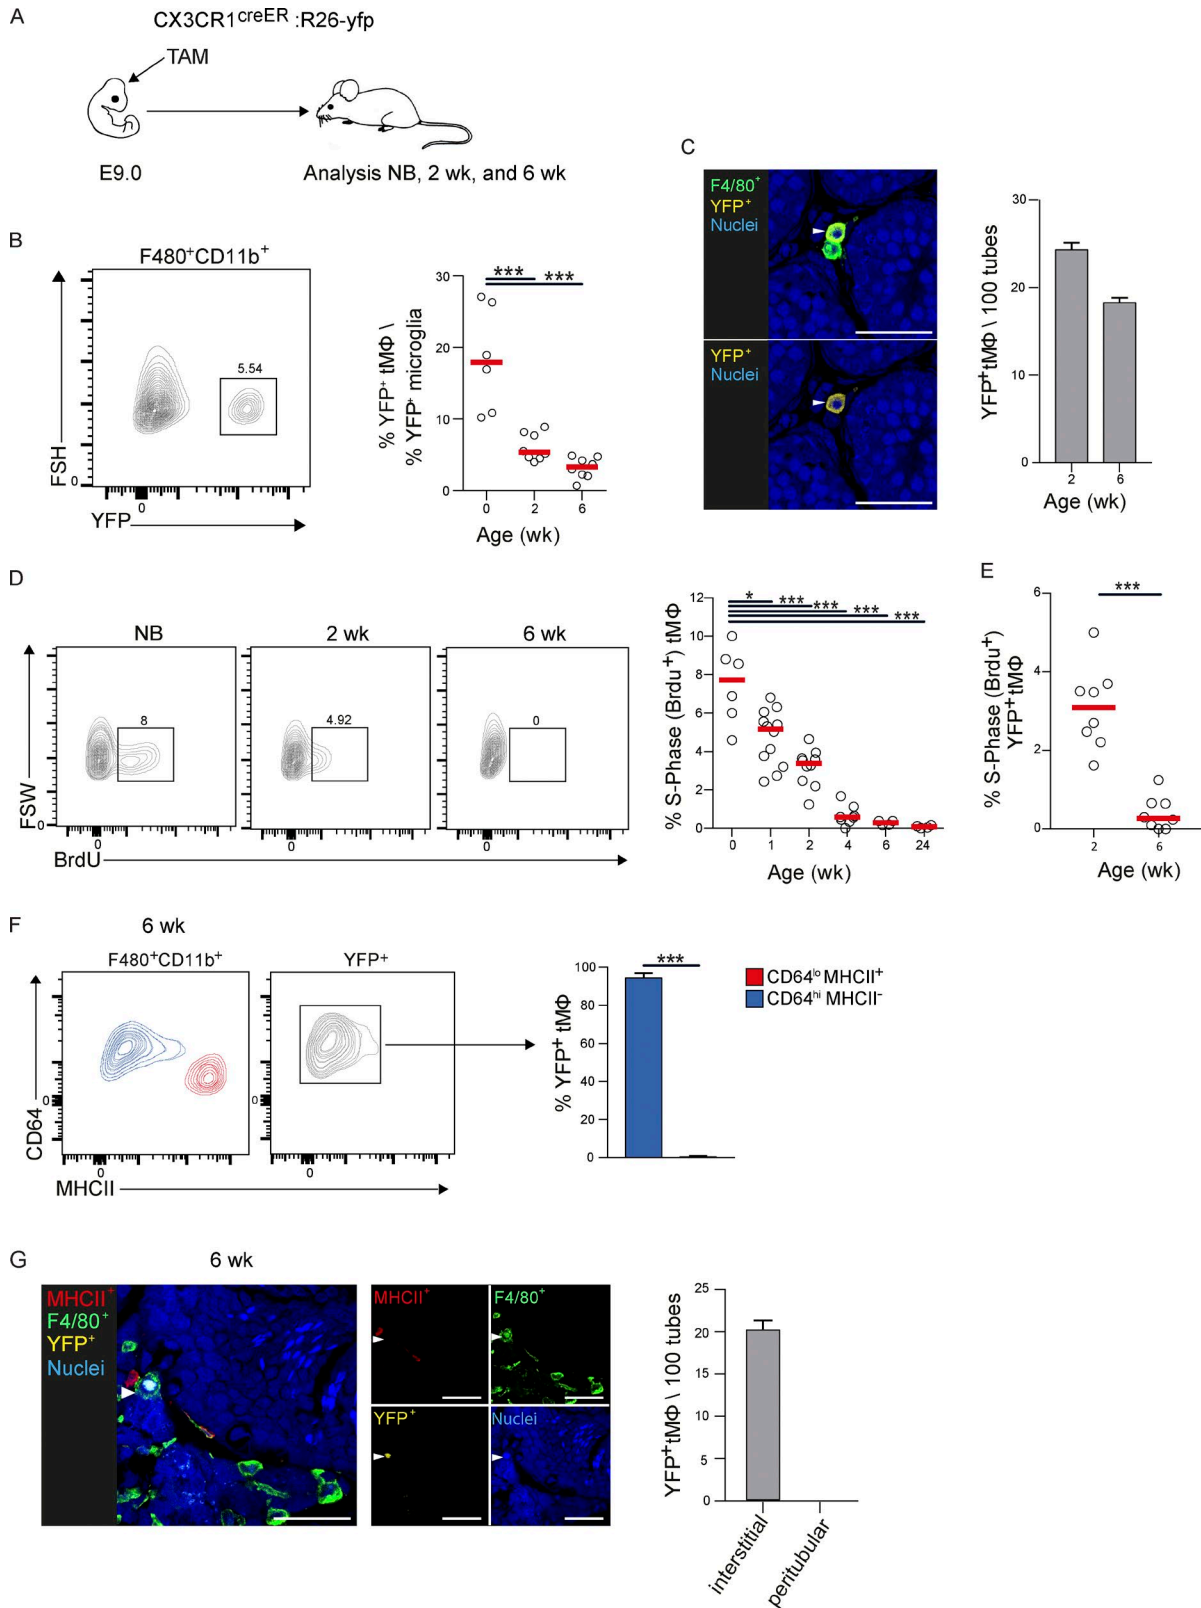 A
CX3CR1creER :R26-yfp
TAM
E9.0
Analysis NB, 2 wk, and 6 wk
B
F480+CD11b+
5.54
FSH
0
0
YFP
% YFP+ tMΦ \
% YFP+ microglia
30
20
10
0
*** ***
0 2 6
Age (wk)
C
F4/80+
YFP+
Nuclei
YFP+
Nuclei
YFP+tMΦ \ 100 tubes
30
20
10
0
2 6
Age (wk)
D
NB
2 wk
6 wk
8
4.92
0
FSW
0
0
0
0
BrdU
% S-Phase (Brdu+) tMΦ
12
10
8
6
4
2
0
* *** *** *** ***
0 1 2 4 6 24
Age (wk)
E
% S-Phase (Brdu+)
YFP+tMΦ
6
4
2
0
***
2 6
Age (wk)
F
6 wk
F480+CD11b+
YFP+
CD64
0
0
0
0
MHCII
% YFP+ tMΦ
100
80
60
40
20
0
***
CD64lo MHCII+
CD64hi MHCII-
G
6 wk
MHCII+
F4/80+
YFP+
Nuclei
MHCII+
F4/80+
YFP+
Nuclei
YFP+tMΦ \ 100 tubes
25
20
15
10
5
0
interstitial
peritubular